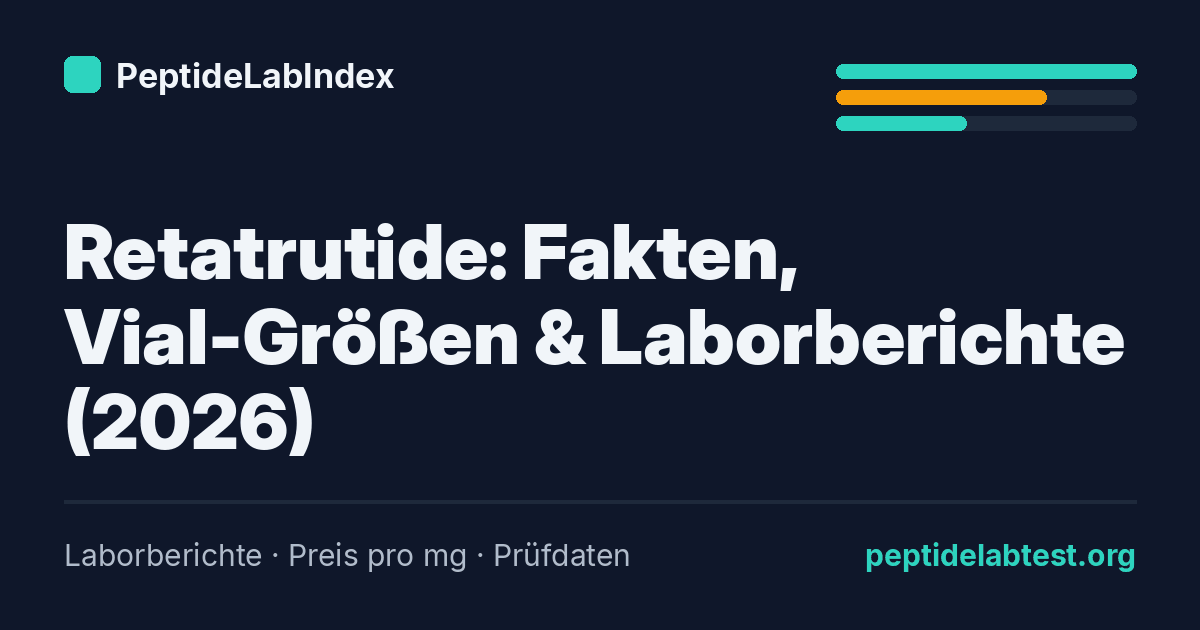 PeptideLabIndex
Retatrutide: Fakten,
Vial-Größen & Laborberichte
(2026)
Laborberichte · Preis pro mg · Prüfdaten
peptidelabtest.org